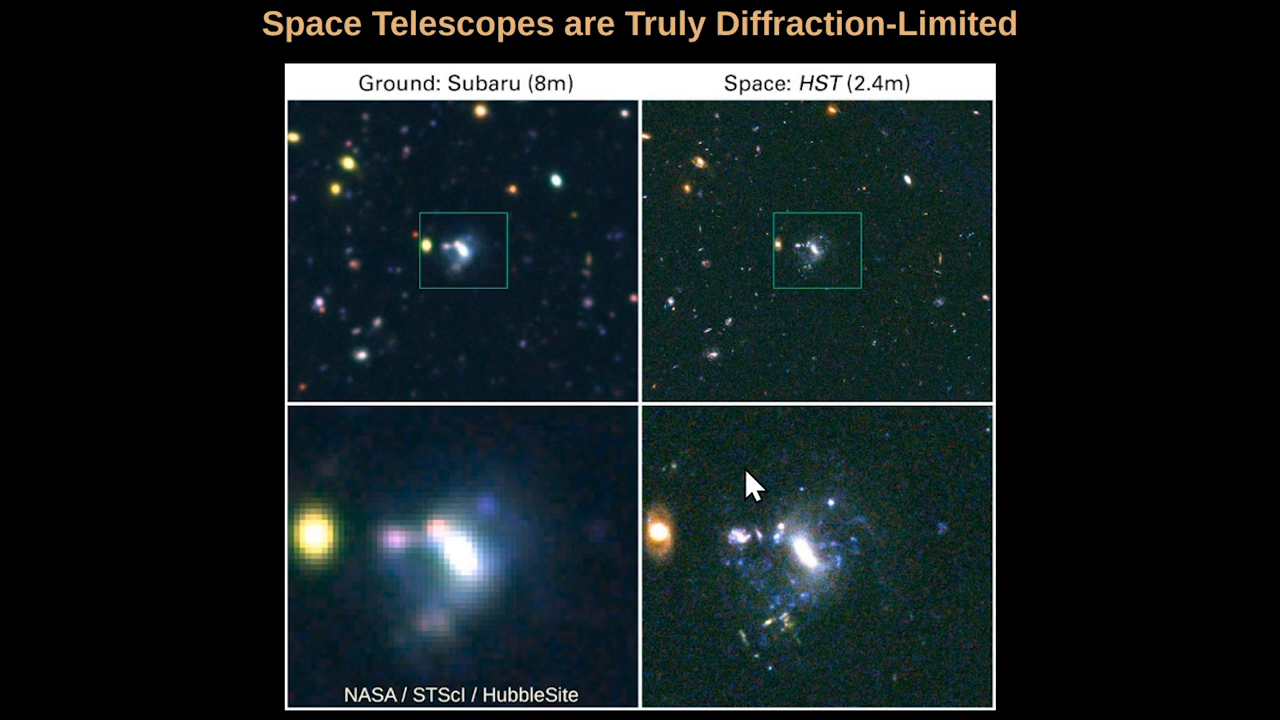 Space Telescopes are Truly Diffraction-Limited
Ground: Subaru (8m)
Space: HST (2.4m)
NASA / STScI / HubbleSite